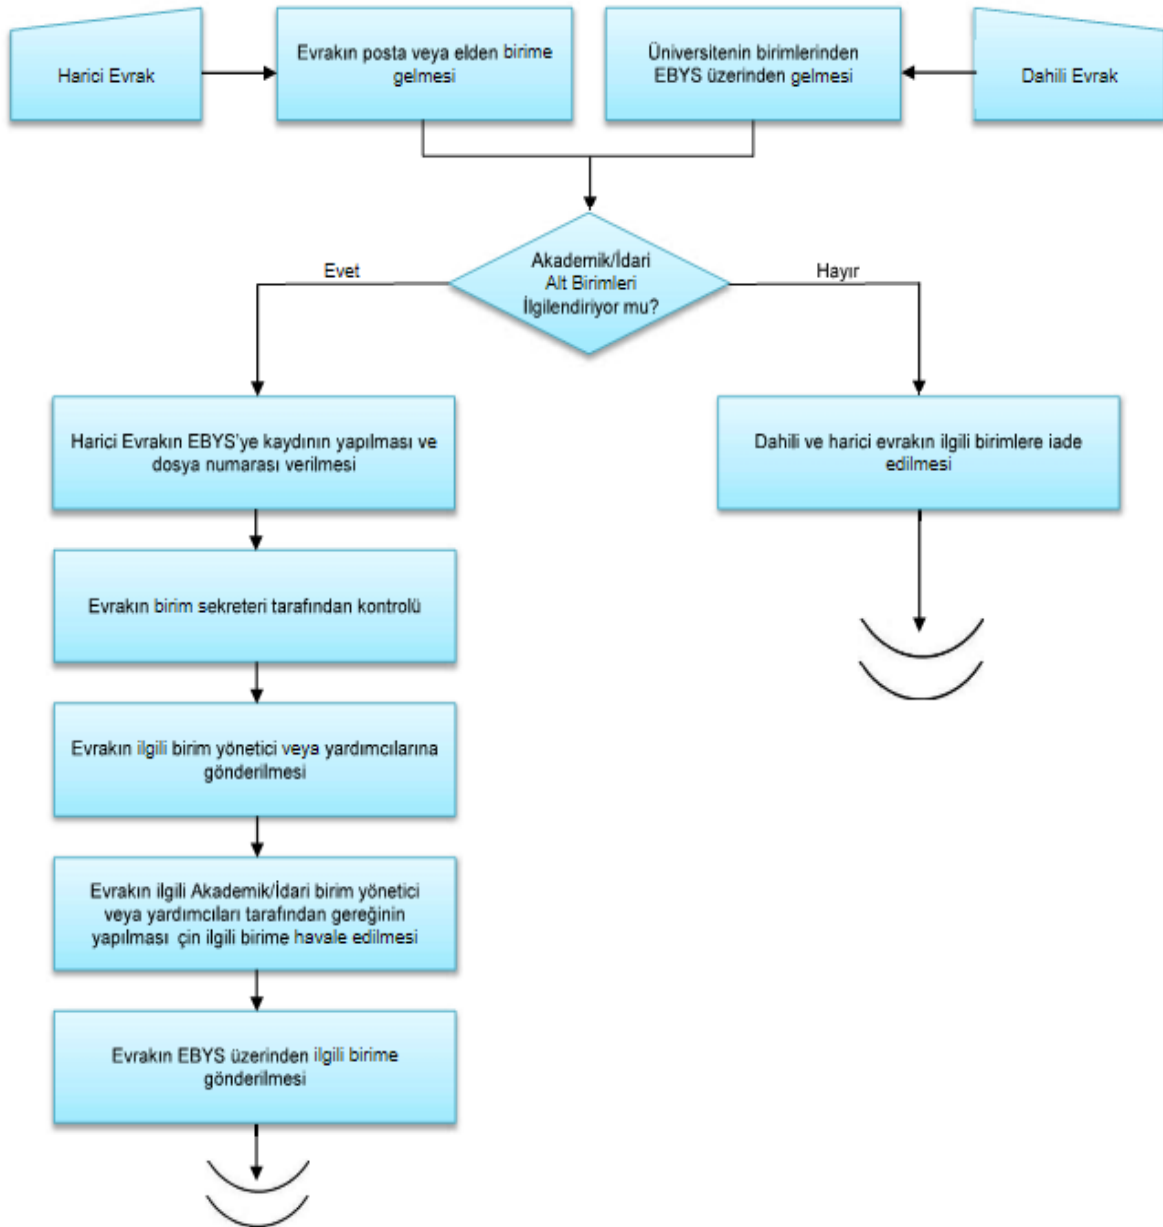 Harici Evrak
Evrakın posta veya elden birime
gelmesi
Üniversitenin birimlerinden
EBYS üzerinden gelmesi
Dahili Evrak
Akademik/İdari
Alt Birimleri
İlgilendiriyor mu?
Evet
Hayır
Harici Evrakın EBYS'ye kaydının yapılması ve
dosya numarası verilmesi
Dahili ve harici evrakın ilgili birimlere iade
edilmesi
Evrakın birim sekreteri tarafından kontrolü
Evrakın ilgili birim yönetici veya yardımcılarına
gönderilmesi
Evrakın ilgili Akademik/İdari birim yönetici
veya yardımcıları tarafından gereğinin
yapılması çin ilgili birime havale edilmesi
Evrakın EBYS üzerinden ilgili birime
gönderilmesi